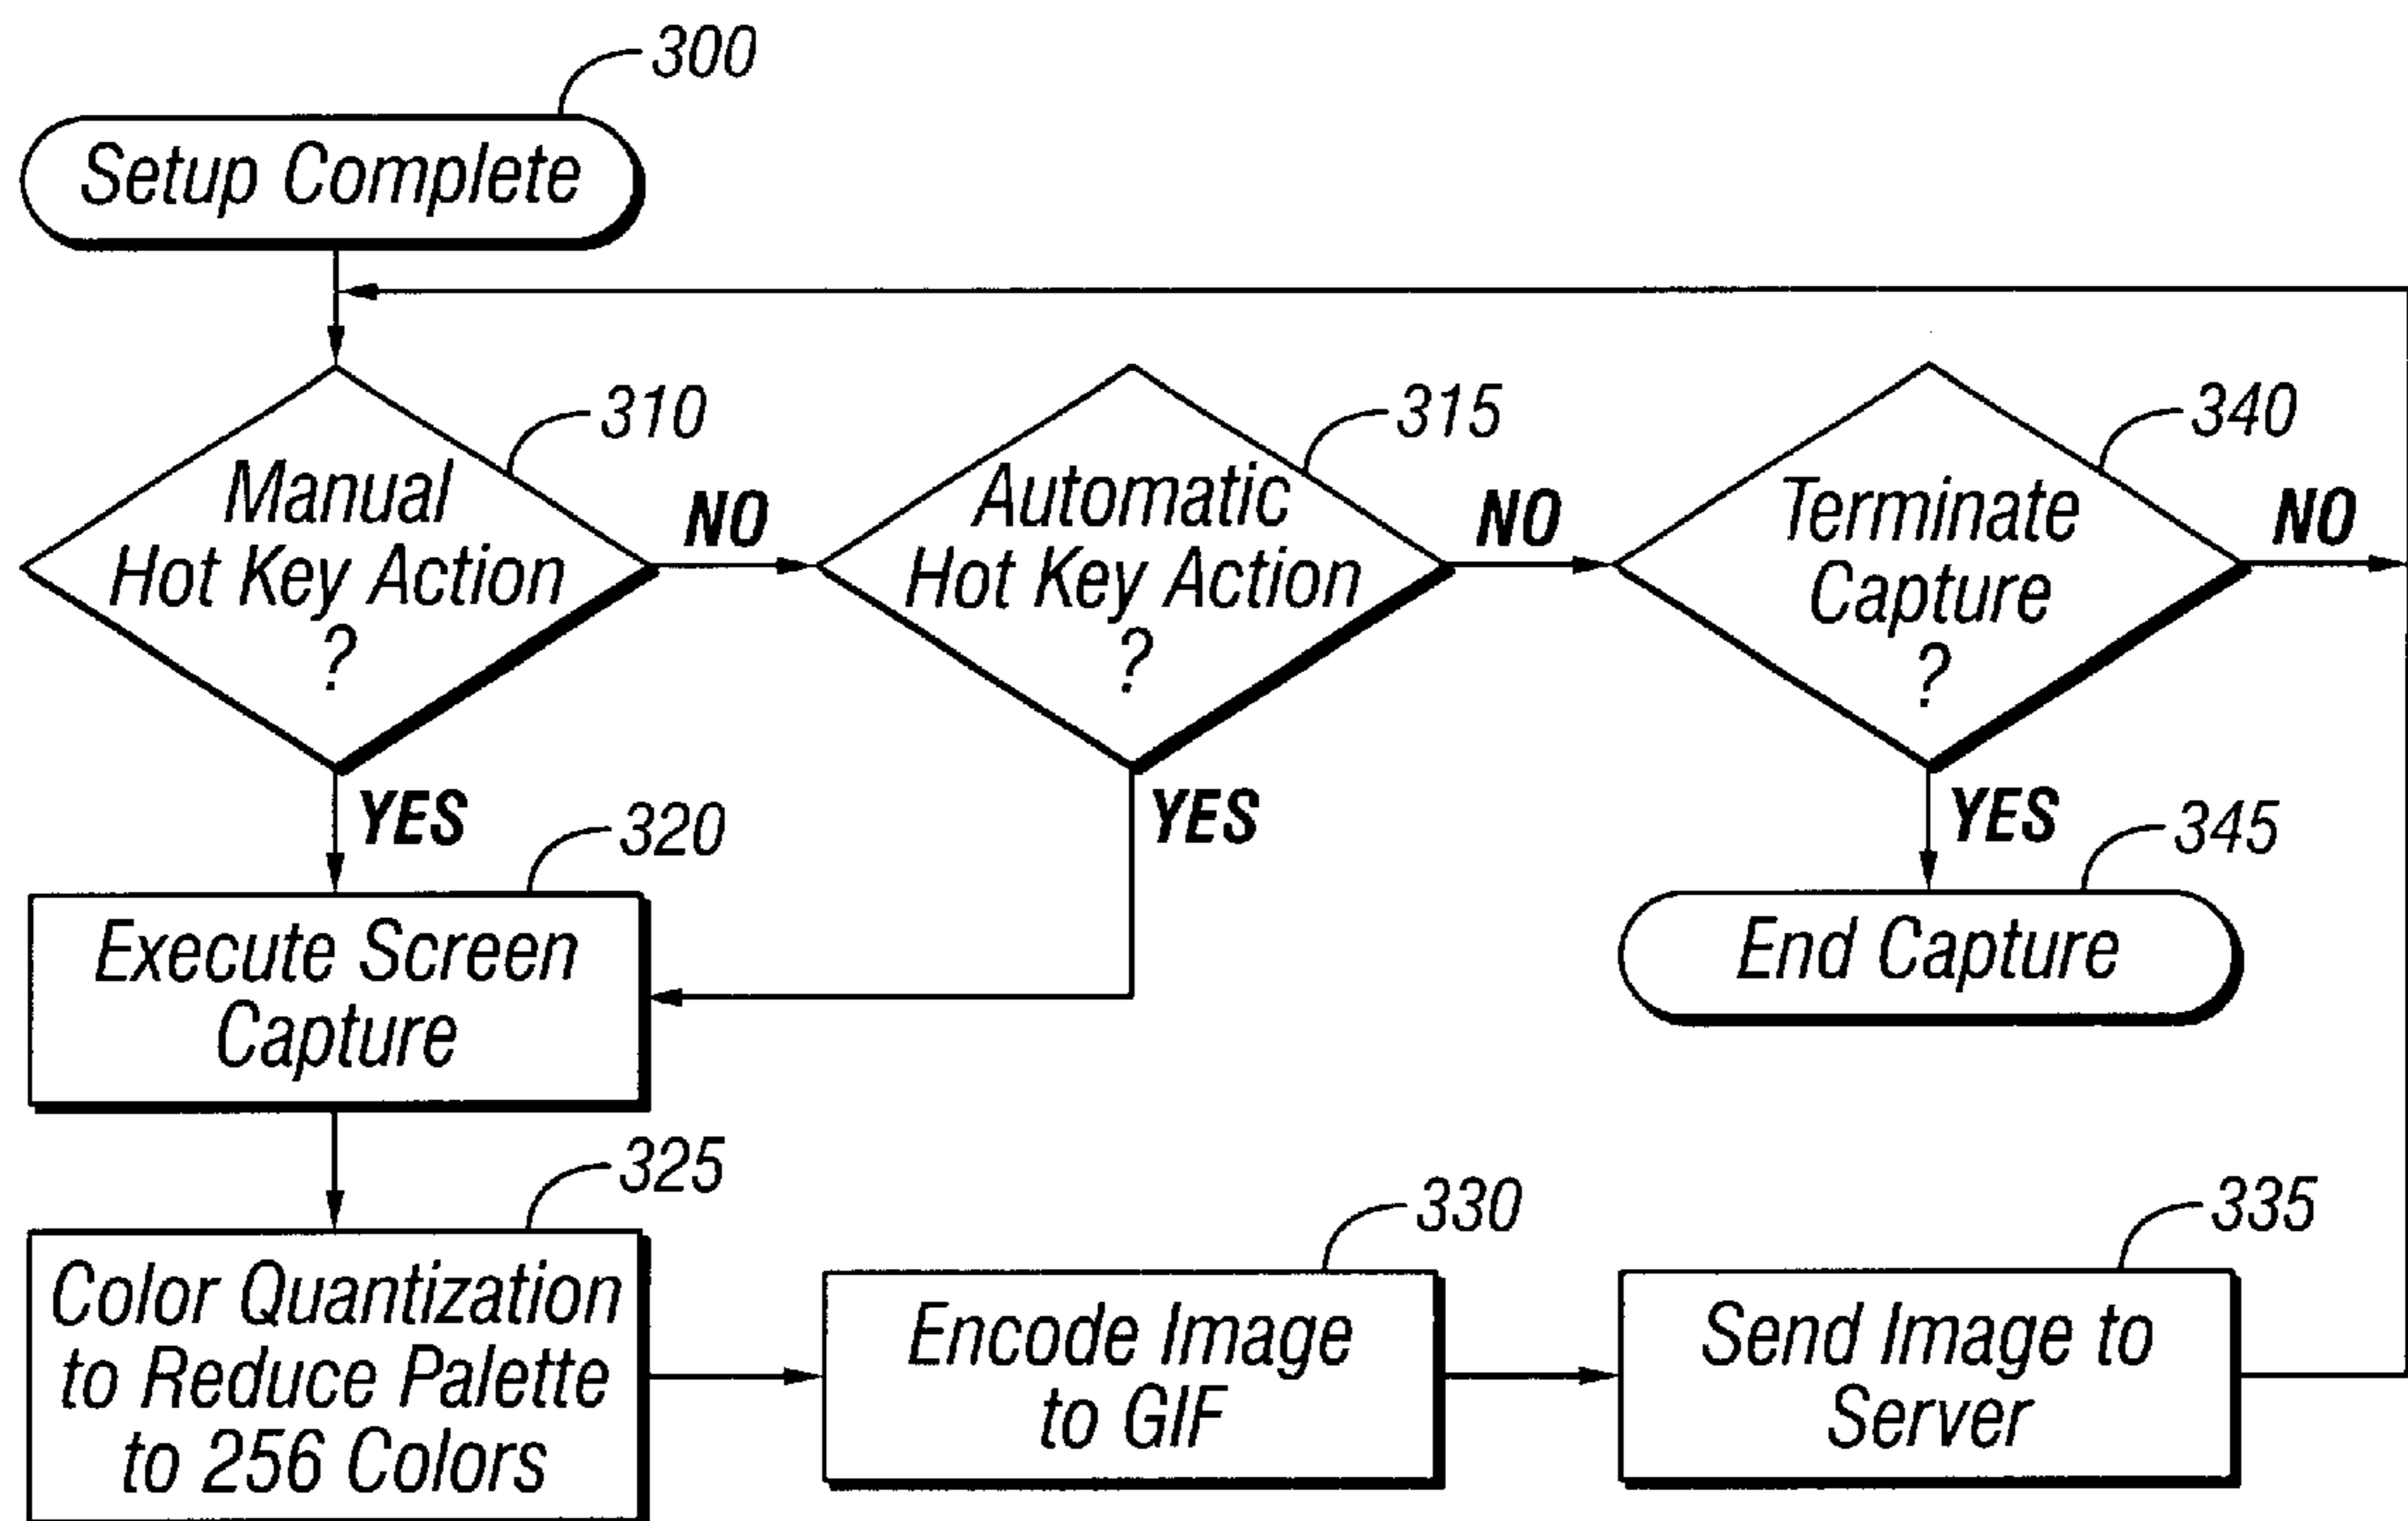 300
Setup Complete
310
Manual
Hot Key Action
?
NO
315
Automatic
Hot Key Action
?
NO
340
Terminate
Capture
?
NO
YES
320
Execute Screen
Capture
YES
YES
345
End Capture
325
Color Quantization
to Reduce Palette
to 256 Colors
330
Encode Image
to GIF
335
Send Image to
Server